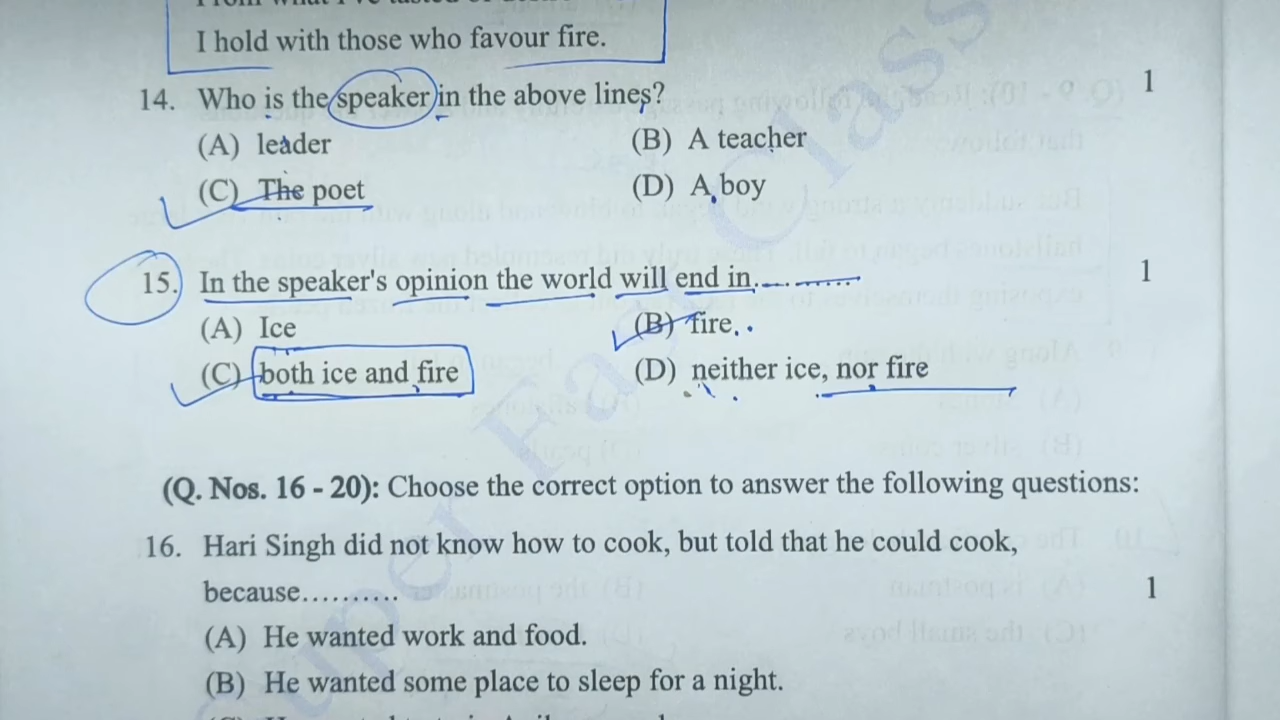 I hold with those who favour fire.
14. Who is the speaker in the above lines? 1
(A) leader (B) A teacher
(C) The poet (D) A boy
15. In the speaker's opinion the world will end in............... 1
(A) Ice (B) fire.
(C) both ice and fire (D) neither ice, nor fire
(Q. Nos. 16 - 20): Choose the correct option to answer the following questions:
16. Hari Singh did not know how to cook, but told that he could cook,
because.......... 1
(A) He wanted work and food.
(B) He wanted some place to sleep for a night.